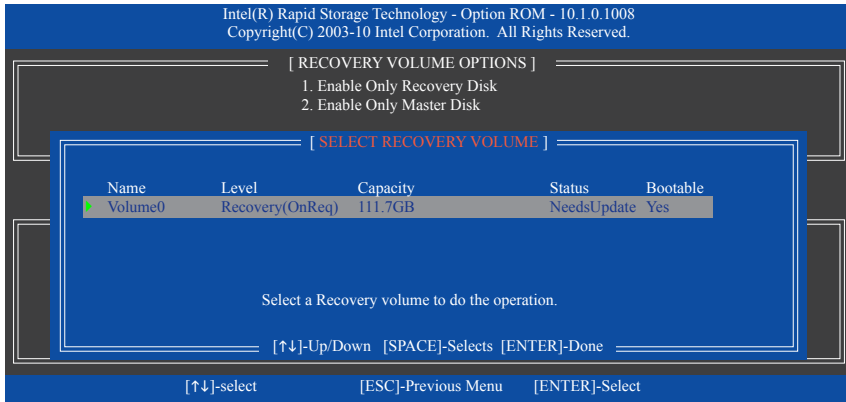 Intel(R) Rapid Storage Technology - Option ROM - 10.1.0.1008
Copyright(C) 2003-10 Intel Corporation. All Rights Reserved.
[ RECOVERY VOLUME OPTIONS ]
1. Enable Only Recovery Disk
2. Enable Only Master Disk
[ SELECT RECOVERY VOLUME ]
Name Level Capacity Status Bootable
Volume0 Recovery(OnReq) 111.7GB NeedsUpdate Yes
Select a Recovery volume to do the operation.
[↑↓]-Up/Down [SPACE]-Selects [ENTER]-Done
[↑↓]-select [ESC]-Previous Menu [ENTER]-Select